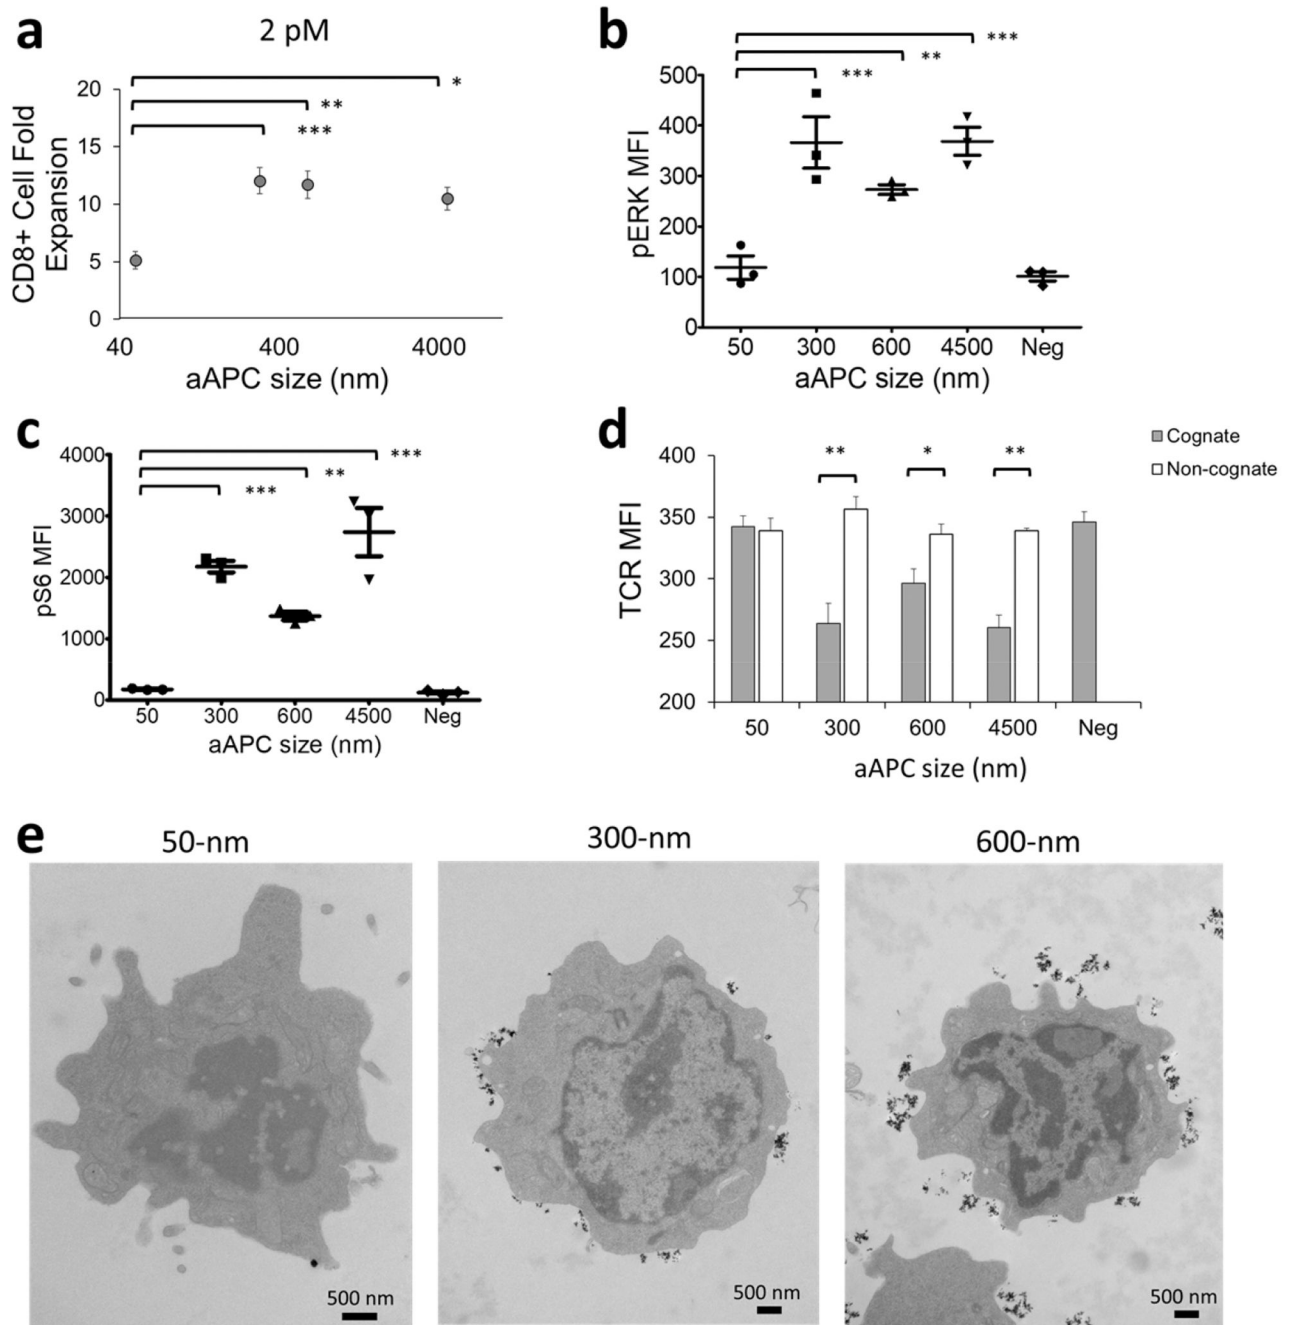 a
2 pM
CD8+ Cell Fold
Expansion
20
15
10
5
0
40
400
4000
aAPC size (nm)
*
**
***
b
pERK MFI
500
400
300
200
100
0
50
300
600
4500
Neg
aAPC size (nm)
***
**
***
c
pS6 MFI
4000
3000
2000
1000
0
50
300
600
4500
Neg
aAPC size (nm)
***
**
***
d
TCR MFI
400
350
300
250
200
50
300
600
4500
Neg
aAPC size (nm)
**
*
**
Cognate
Non-cognate
e
50-nm
300-nm
600-nm
500 nm
500 nm
500 nm